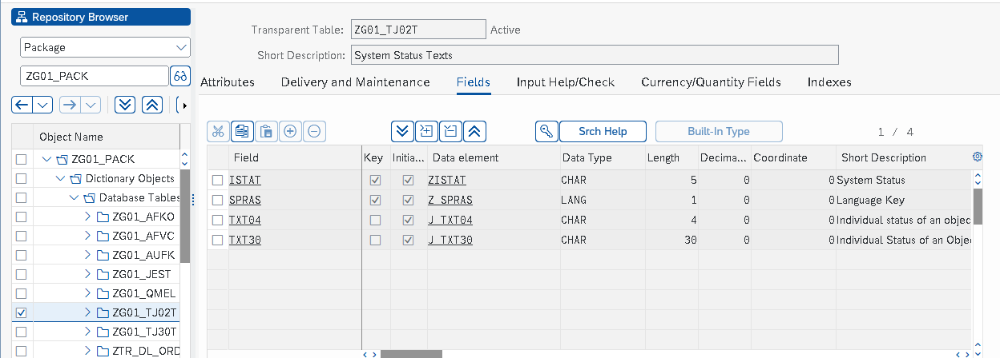 Repository Browser
Package
ZG01_PACK
Object Name
ZG01_PACK
Dictionary Objects
Database Tables
ZG01_AFKO
ZG01_AFVC
ZG01_AUFK
ZG01_JEST
ZG01_QMEL
ZG01_TJ02T
ZG01_TJ30T
ZTR_DL_ORD
Transparent Table: ZG01_TJ02T Active
Short Description: System Status Texts
Attributes Delivery and Maintenance Fields Input Help/Check Currency/Quantity Fields Indexes
Srch Help Built-In Type 1 / 4
Field Key Initia... Data element Data Type Length Decima... Coordinate Short Description
ISTAT ZISTAT CHAR 5 0 0 System Status
SPRAS Z_SPRAS LANG 1 0 0 Language Key
TXT04 J_TXT04 CHAR 4 0 0 Individual status of an objec
TXT30 J_TXT30 CHAR 30 0 0 Individual Status of an Obje